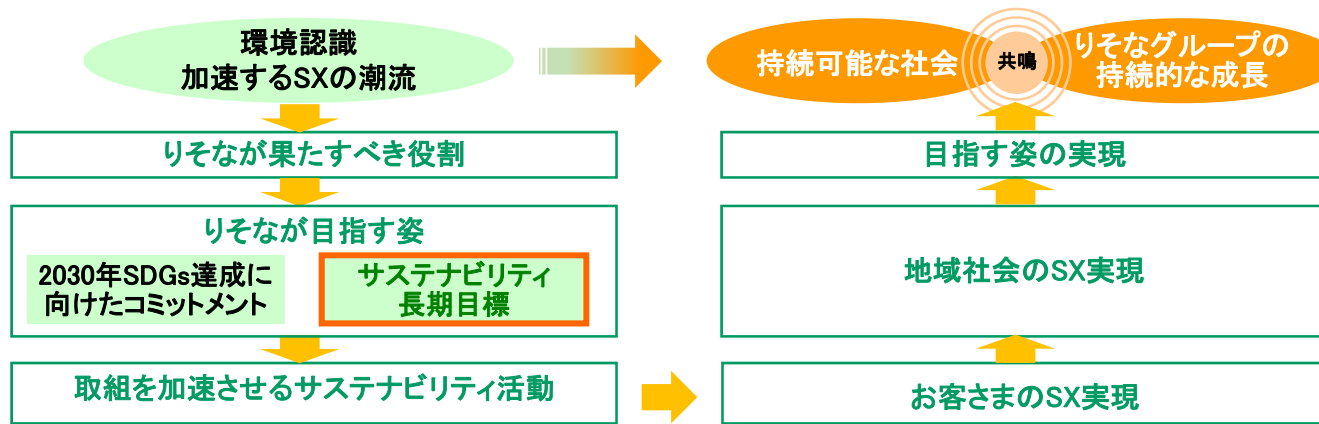 環境認識
加速するSXの潮流
りそなが果たすべき役割
りそなが目指す姿
2030年SDGs達成に
向けたコミットメント
サステナビリティ
長期目標
取組を加速させるサステナビリティ活動
持続可能な社会
共鳴
りそなグループの
持続的な成長
目指す姿の実現
地域社会のSX実現
お客さまのSX実現